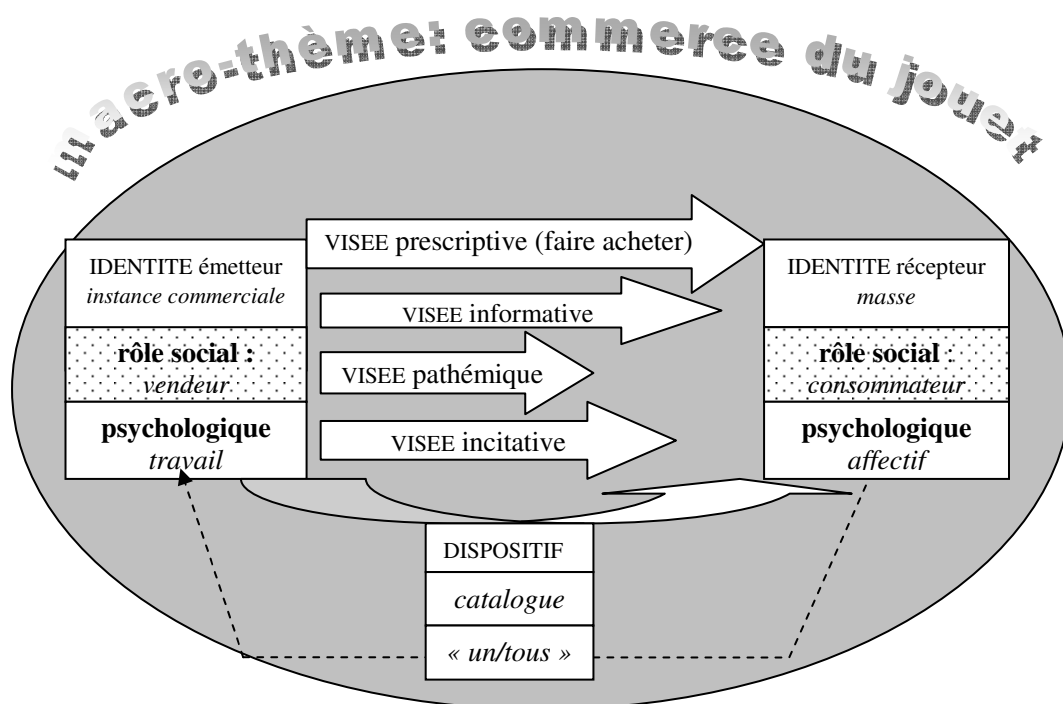 macro-thème: commerce du jouet
IDENTITE émetteur
instance commerciale
rôle social :
vendeur
psychologique
travail
VISEE prescriptive (faire acheter)
VISEE informative
VISEE pathémique
VISEE incitative
IDENTITE récepteur
masse
rôle social :
consommateur
psychologique
affectif
DISPOSITIF
catalogue
« un/tous »